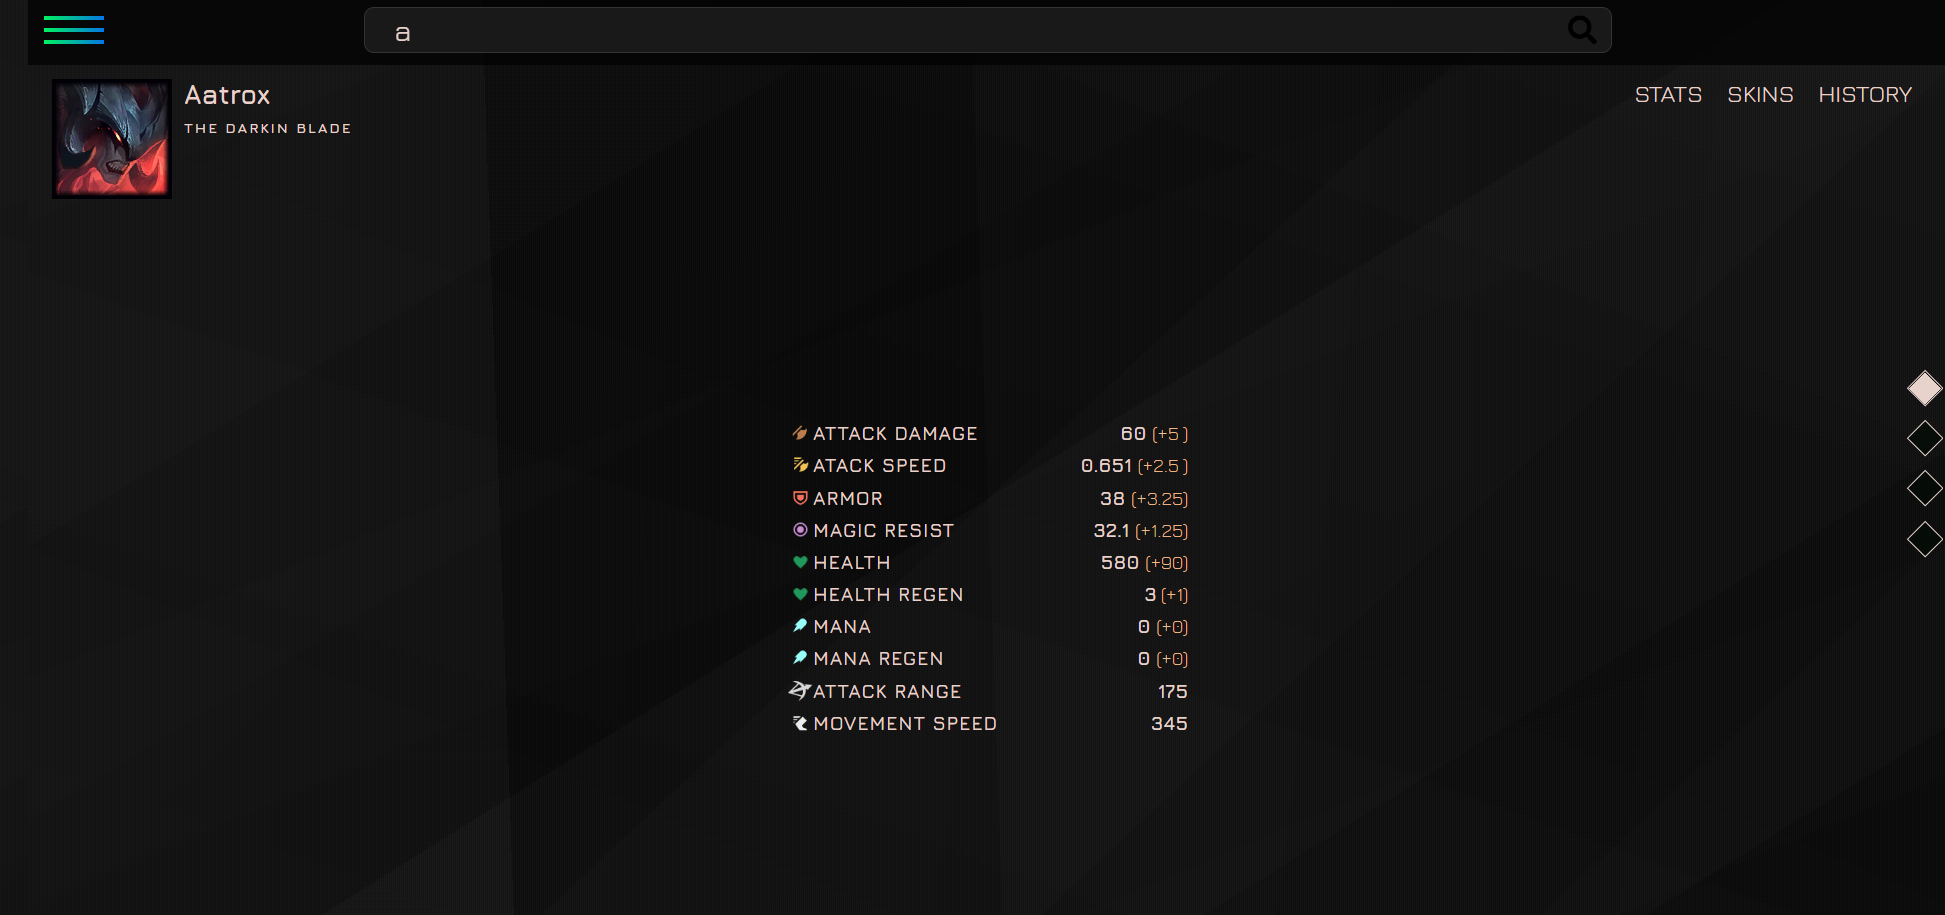 a
Aatrox
THE DARKIN BLADE
STATS SKINS HISTORY
ATTACK DAMAGE 60 (+5 )
ATACK SPEED 0.651 (+2.5 )
ARMOR 38 (+3.25)
MAGIC RESIST 32.1 (+1.25)
HEALTH 580 (+90)
HEALTH REGEN 3 (+1)
MANA 0 (+0)
MANA REGEN 0 (+0)
ATTACK RANGE 175
MOVEMENT SPEED 345